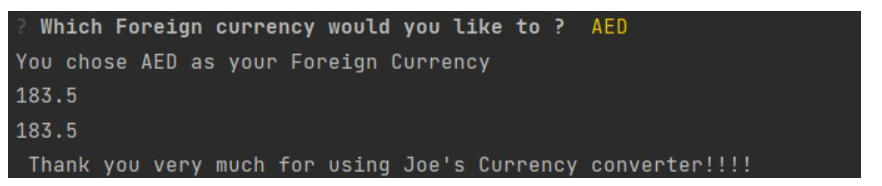 ? Which Foreign currency would you like to ? AED
You chose AED as your Foreign Currency
183.5
183.5
Thank you very much for using Joe's Currency converter!!!!